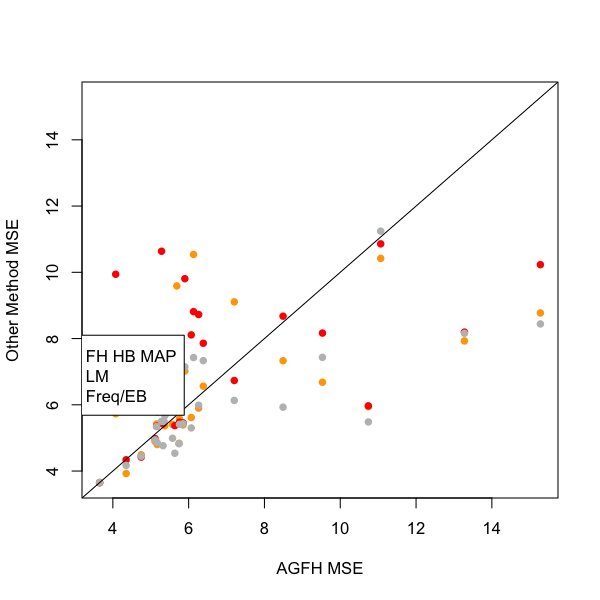 Other Method MSE
14
12
10
8
6
4
FH HB MAP
LM
Freq/EB
4 6 8 10 12 14
AGFH MSE